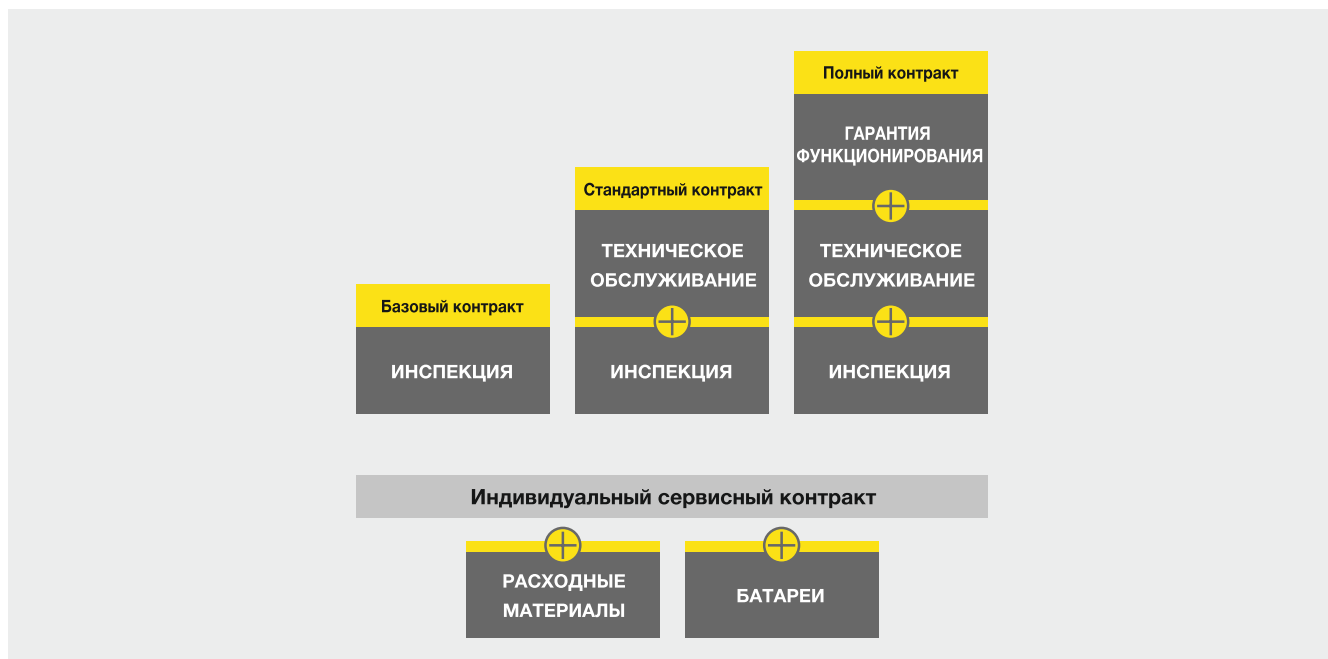 Базовый контракт
ИНСПЕКЦИЯ
Стандартный контракт
ТЕХНИЧЕСКОЕ
ОБСЛУЖИВАНИЕ
ИНСПЕКЦИЯ
Полный контракт
ГАРАНТИЯ
ФУНКЦИОНИРОВАНИЯ
ТЕХНИЧЕСКОЕ
ОБСЛУЖИВАНИЕ
ИНСПЕКЦИЯ
Индивидуальный сервисный контракт
РАСХОДНЫЕ
МАТЕРИАЛЫ
БАТАРЕИ